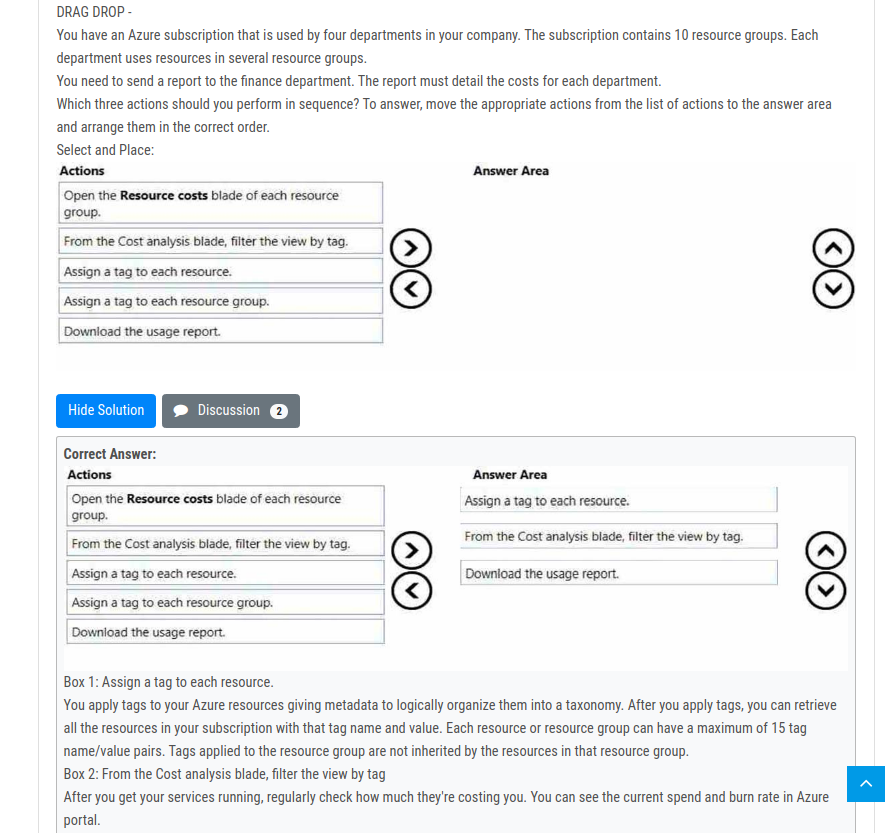 DRAG DROP -
You have an Azure subscription that is used by four departments in your company. The subscription contains 10 resource groups. Each
department uses resources in several resource groups.
You need to send a report to the finance department. The report must detail the costs for each department.
Which three actions should you perform in sequence? To answer, move the appropriate actions from the list of actions to the answer area
and arrange them in the correct order.
Select and Place:
Actions
Answer Area
Open the Resource costs blade of each resource
group.
From the Cost analysis blade, filter the view by tag.
Assign a tag to each resource.
Assign a tag to each resource group.
Download the usage report.
Hide Solution
Discussion 2
Correct Answer:
Actions
Answer Area
Open the Resource costs blade of each resource
group.
From the Cost analysis blade, filter the view by tag.
Assign a tag to each resource.
Assign a tag to each resource group.
Download the usage report.
Assign a tag to each resource.
From the Cost analysis blade, filter the view by tag.
Download the usage report.
Box 1: Assign a tag to each resource.
You apply tags to your Azure resources giving metadata to logically organize them into a taxonomy. After you apply tags, you can retrieve
all the resources in your subscription with that tag name and value. Each resource or resource group can have a maximum of 15 tag
name/value pairs. Tags applied to the resource group are not inherited by the resources in that resource group.
Box 2: From the Cost analysis blade, filter the view by tag
After you get your services running, regularly check how much they're costing you. You can see the current spend and burn rate in Azure
portal.